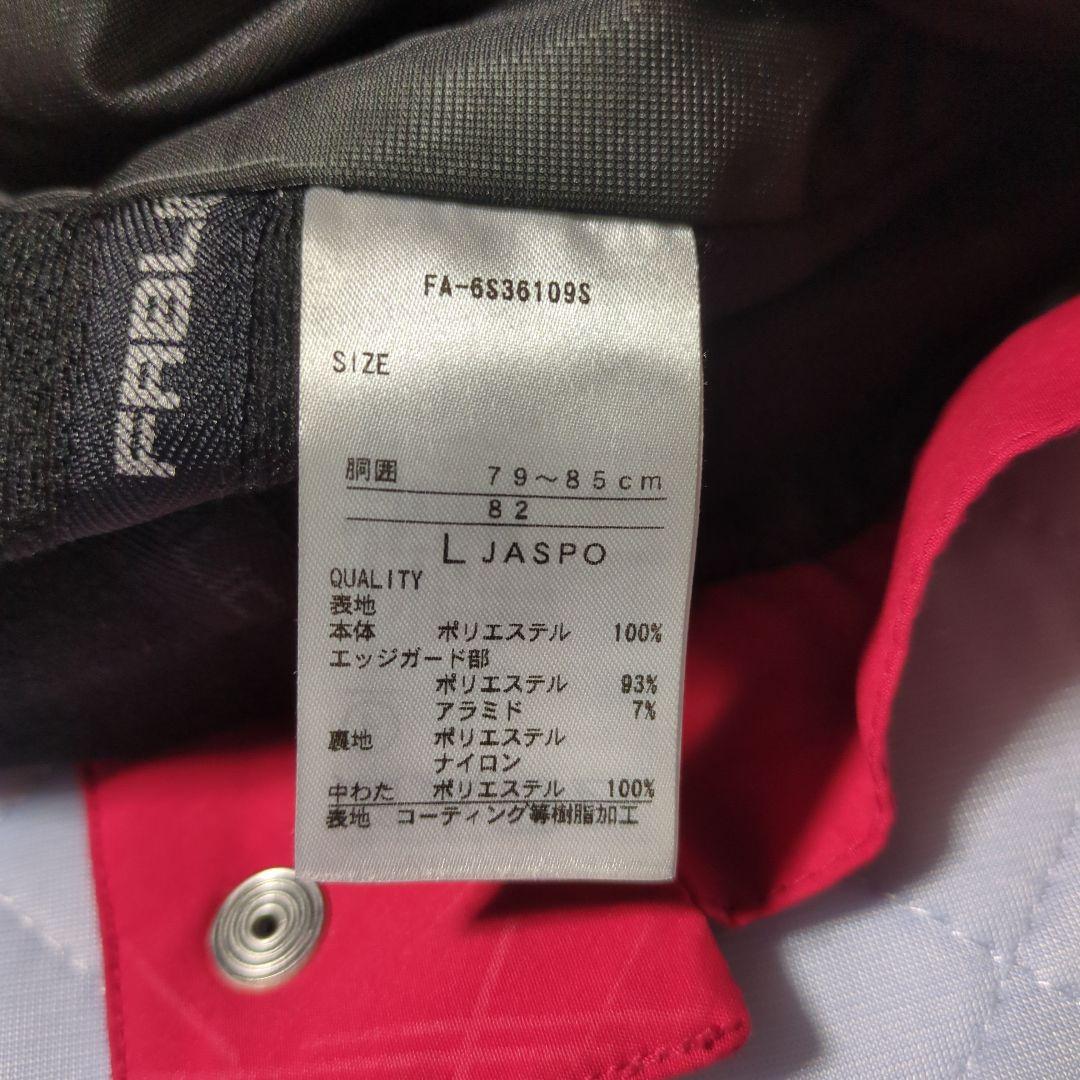 FA-6S36109S
SIZE
胴囲 79～85cm
82
L JASPO
QUALITY
表地
本体 ポリエステル 100%
エッジガード部
ポリエステル 93%
アラミド 7%
裏地 ポリエステル
ナイロン
中わた ポリエステル 100%
表地 コーティング等樹脂加工